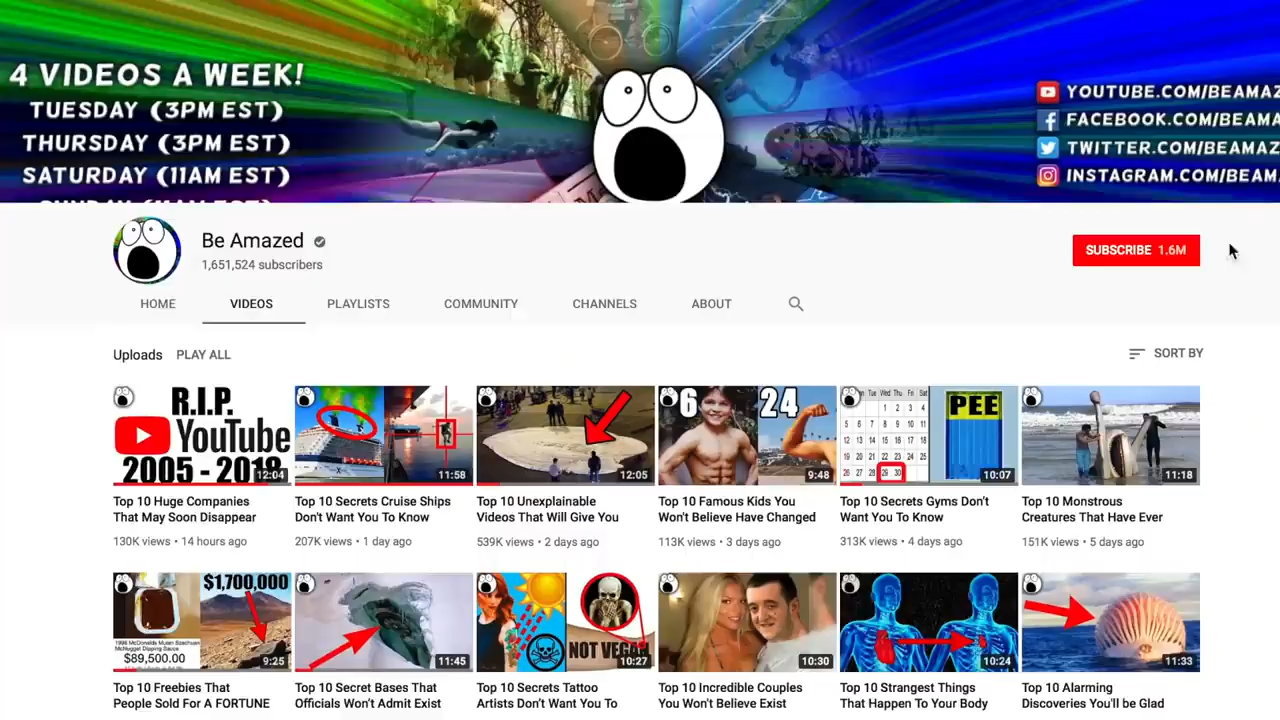 4 VIDEOS A WEEK!
TUESDAY (3PM EST)
THURSDAY (3PM EST)
SATURDAY (11AM EST)
YOUTUBE.COM/BEAMAZ
FACEBOOK.COM/BEAMA
TWITTER.COM/BEAMAZ
INSTAGRAM.COM/BEAM
Be Amazed
1,651,524 subscribers
SUBSCRIBE 1.6M
HOME VIDEOS PLAYLISTS COMMUNITY CHANNELS ABOUT
Uploads PLAY ALL
SORT BY
R.I.P.
YouTube
2005 - 2018
12:04
11:58
12:05
6 24
9:48
Tue Wed Thu Fri Sat
PEE
10:07
11:18
Top 10 Huge Companies
That May Soon Disappear
130K views • 14 hours ago
Top 10 Secrets Cruise Ships
Don't Want You To Know
207K views • 1 day ago
Top 10 Unexplainable
Videos That Will Give You
539K views • 2 days ago
Top 10 Famous Kids You
Won't Believe Have Changed
113K views • 3 days ago
Top 10 Secrets Gyms Don't
Want You To Know
313K views • 4 days ago
Top 10 Monstrous
Creatures That Have Ever
151K views • 5 days ago
$1,700,000
$89,500.00
9:25
11:45
NOT VEGAN
10:27
10:30
10:24
11:33
Top 10 Freebies That
People Sold For A FORTUNE
Top 10 Secret Bases That
Officials Won't Admit Exist
Top 10 Secrets Tattoo
Artists Don't Want You To
Top 10 Incredible Couples
You Won't Believe Exist
Top 10 Strangest Things
That Happen To Your Body
Top 10 Alarming
Discoveries You'll be Glad